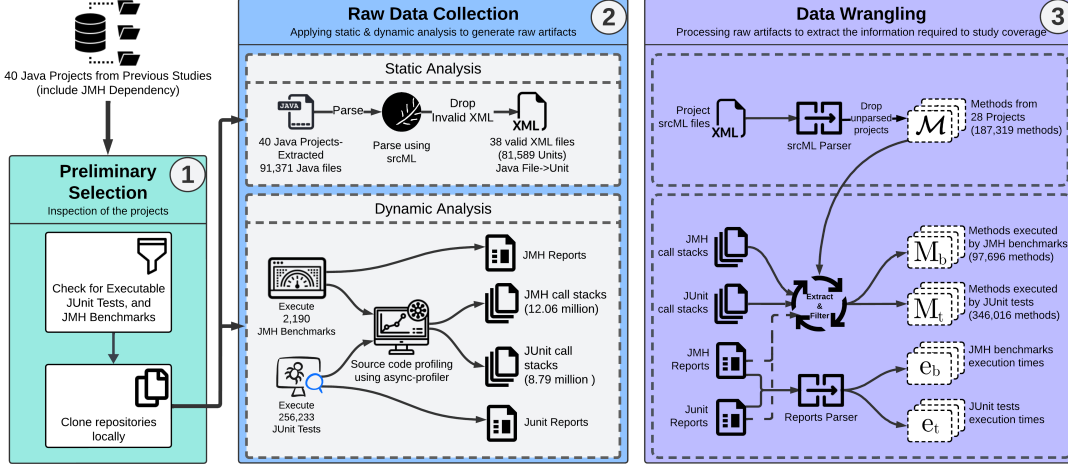 40 Java Projects from Previous Studies
(include JMH Dependency)
Preliminary
Selection
1
Inspection of the projects
Check for Executable
JUnit Tests, and
JMH Benchmarks
Clone repositories
locally
Raw Data Collection
2
Applying static & dynamic analysis to generate raw artifacts
Static Analysis
JAVA
Parse
Drop
Invalid XML
XML
40 Java Projects-
Extracted
91,371 Java files
Parse using
srcML
38 valid XML files
(81,589 Units)
Java File->Unit
Dynamic Analysis
Execute
2,190
JMH Benchmarks
Execute
256,233
JUnit Tests
Source code profiling
using async-profiler
JMH Reports
JMH call stacks
(12.06 million)
JUnit call
stacks
(8.79 million )
Junit Reports
Data Wrangling
3
Processing raw artifacts to extract the information required to study coverage
Project
srcML files
XML
srcML Parser
Drop
unparsed
projects
M
Methods from
28 Projects
(187,319 methods)
JMH
call stacks
JUnit
call stacks
Extract
&
Filter
JMH
Reports
Junit
Reports
Reports Parser
Mb
Methods executed
by JMH benchmarks
(97,696 methods)
Mt
Methods executed
by JUnit tests
(346,016 methods)
eb
JMH benchmarks
execution times
et
JUnit tests
execution times